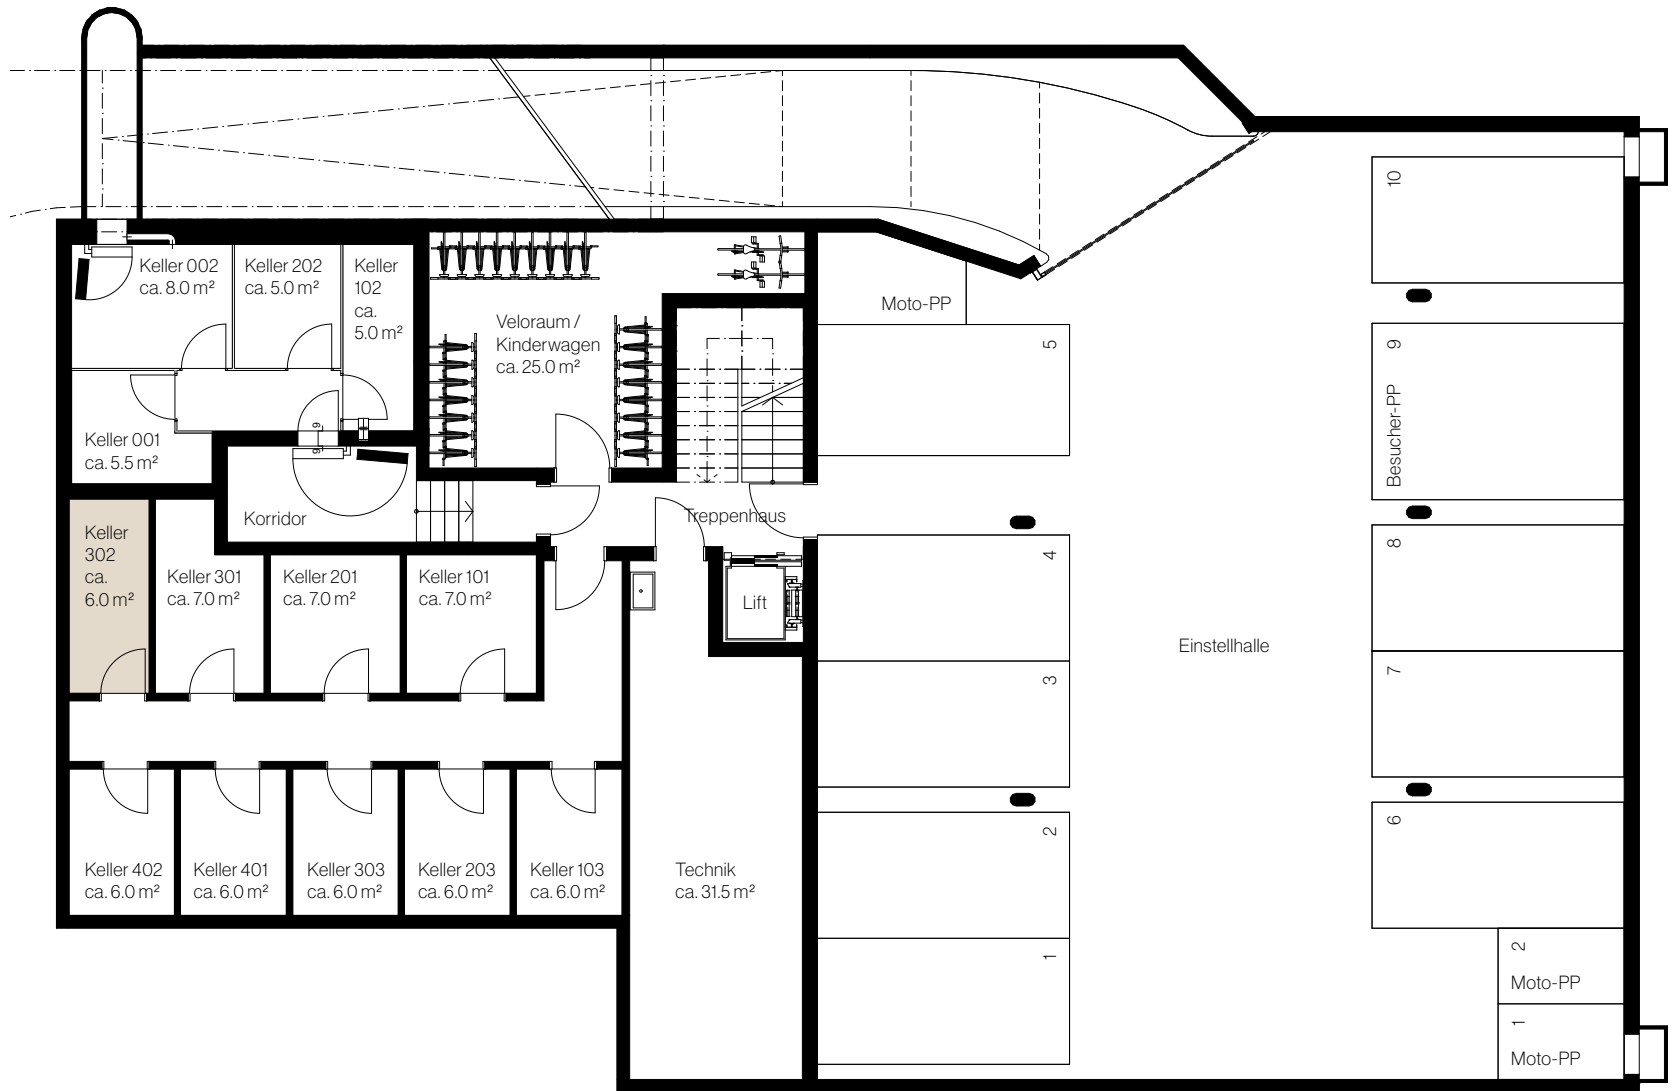 10
Keller 002
ca. 8.0 m²
Keller 202
ca. 5.0 m²
Keller
102
ca.
5.0 m²
Moto-PP
Veloraum /
Kinderwagen
ca. 25.0 m²
5
9
Besucher-PP
Keller 001
ca. 5.5 m²
9
9
Korridor
Treppenhaus
Keller
302
ca.
6.0 m²
Keller 301
ca. 7.0 m²
Keller 201
ca. 7.0 m²
Keller 101
ca. 7.0 m²
Lift
4
8
Einstellhalle
3
7
2
6
Keller 402
ca. 6.0 m²
Keller 401
ca. 6.0 m²
Keller 303
ca. 6.0 m²
Keller 203
ca. 6.0 m²
Keller 103
ca. 6.0 m²
Technik
ca. 31.5 m²
1
2
Moto-PP
1
Moto-PP